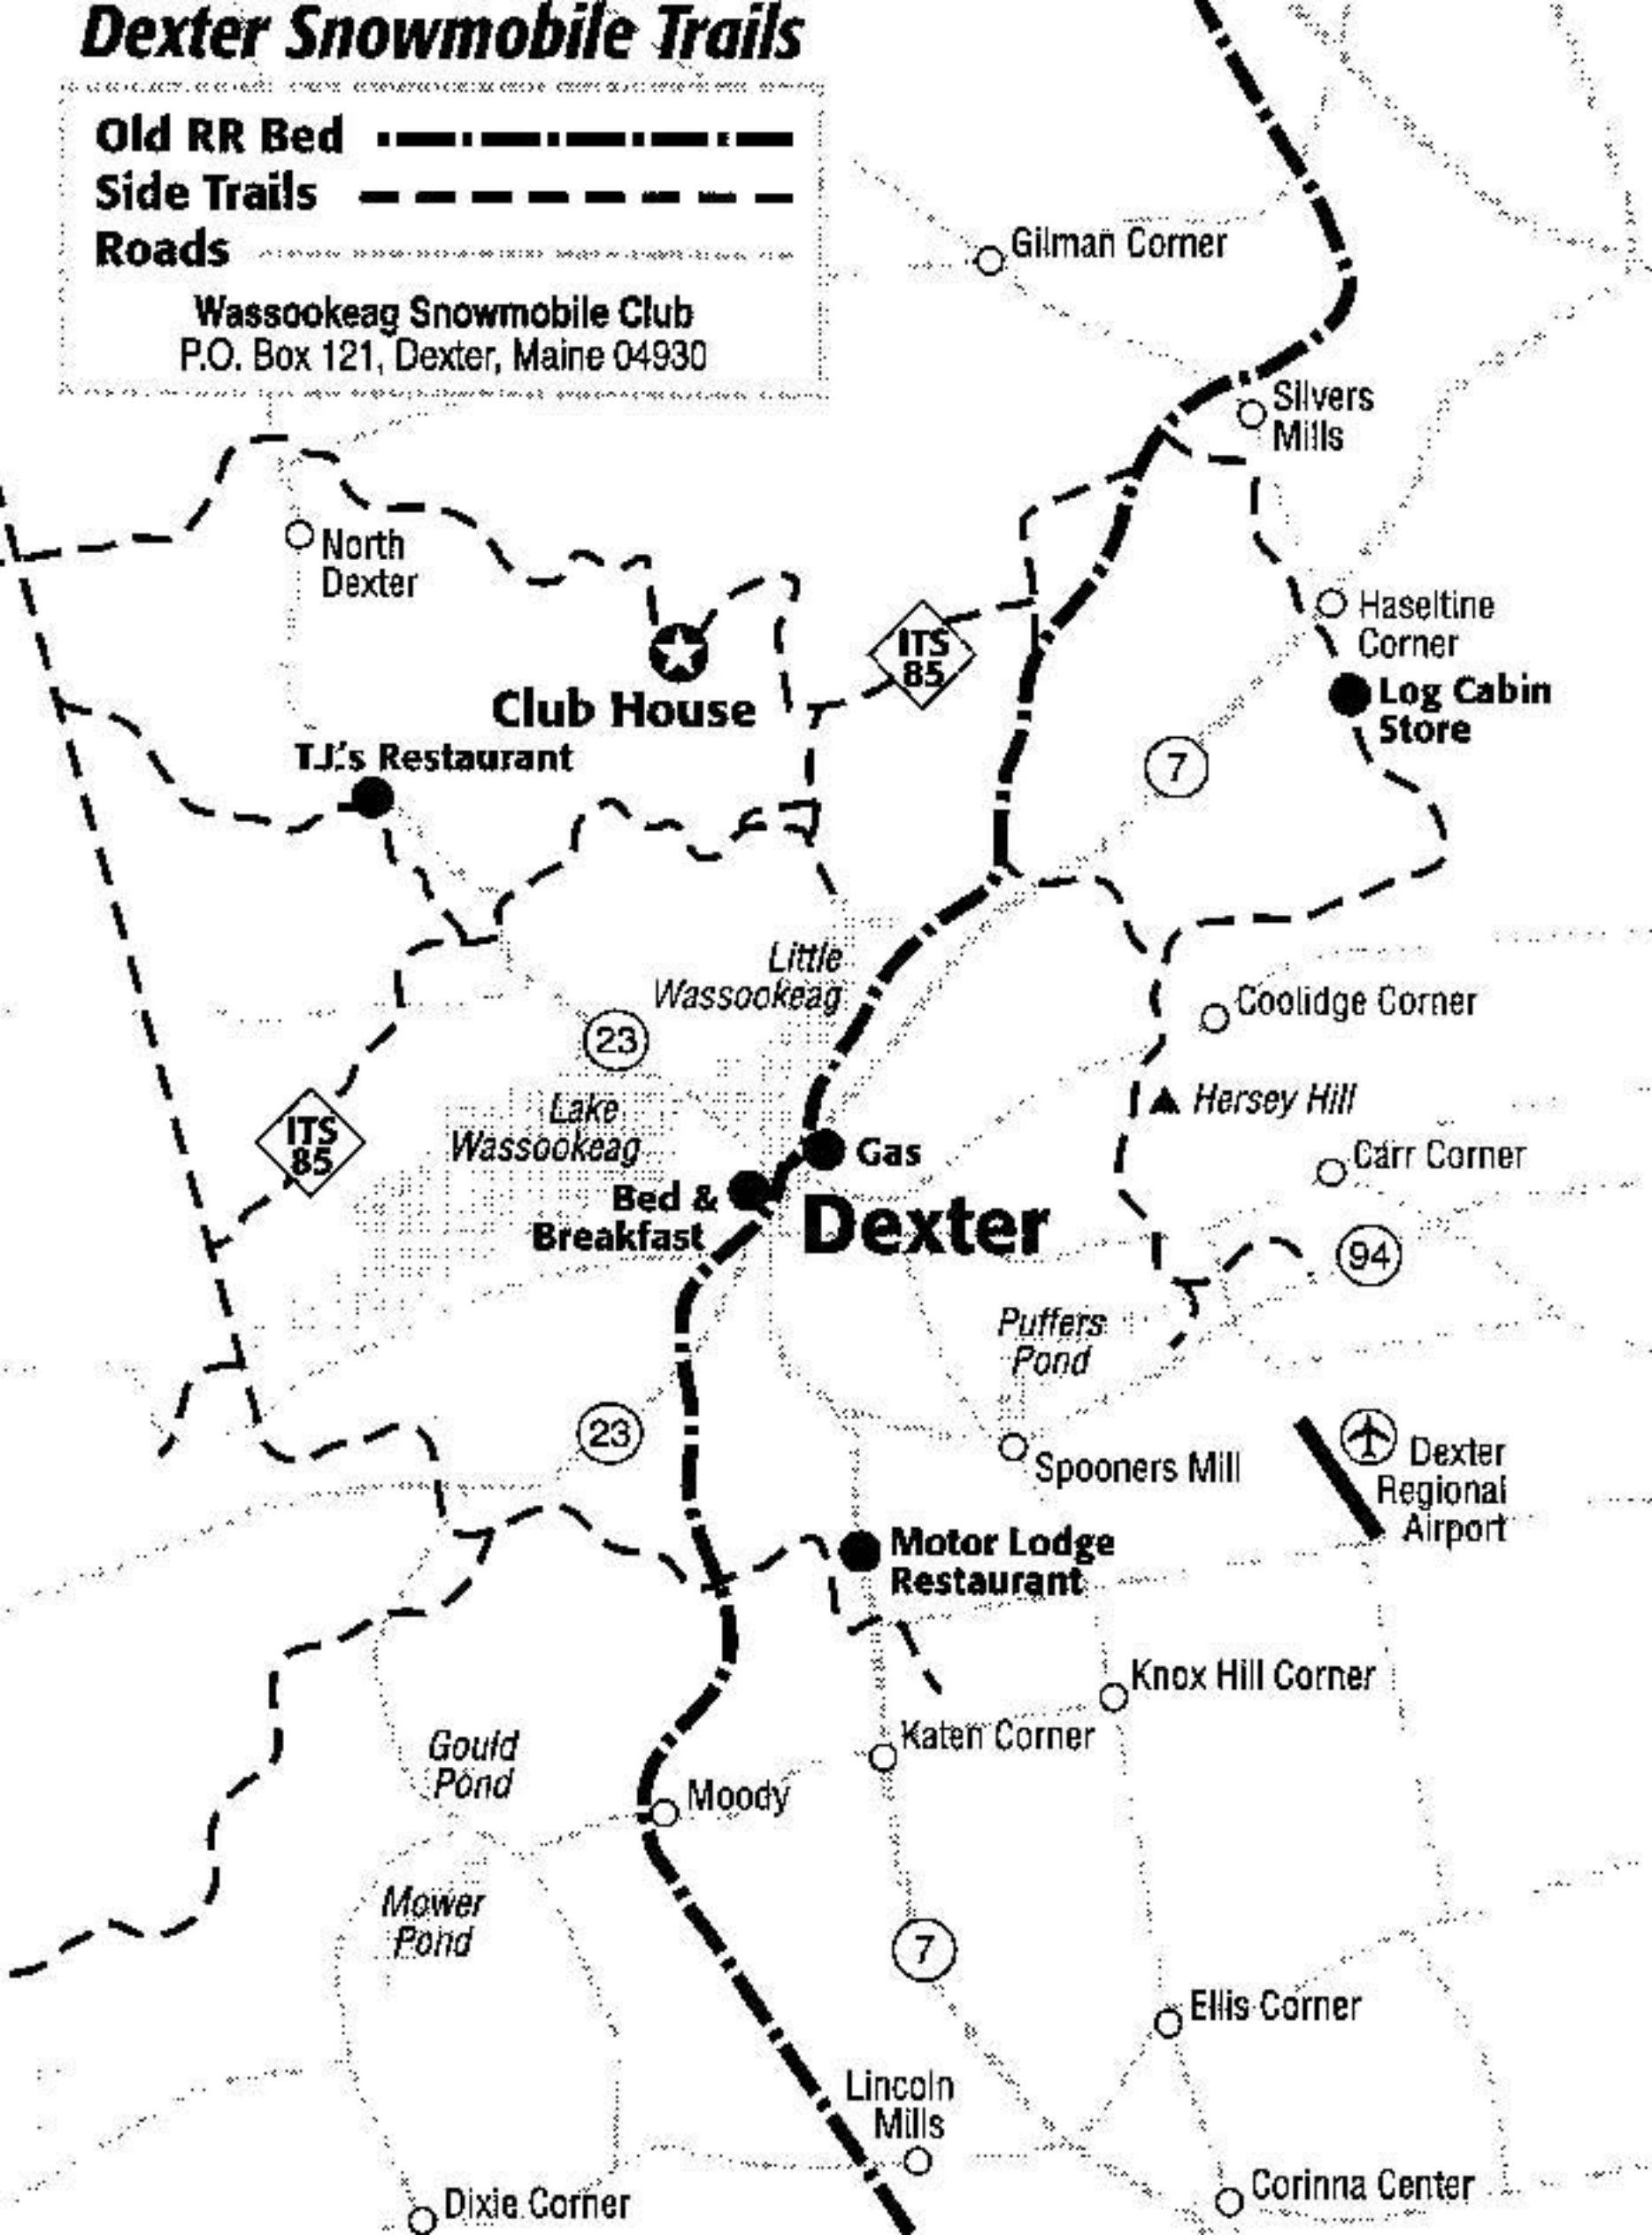 Dexter Snowmobile Trails
Old RR Bed
Side Trails
Roads
Wassookeag Snowmobile Club
P.O. Box 121, Dexter, Maine 04930
Gilman Corner
Silvers
Mills
North
Dexter
Haseltine
Corner
ITS
85
Club House
Log Cabin
Store
T.J.'s Restaurant
7
Little
Wassookeag
Coolidge Corner
23
Lake
Wassookeag
Hersey Hill
ITS
85
Gas
Carr Corner
Bed &
Breakfast
Dexter
94
Puffers
Pond
23
Spooners Mill
Dexter
Regional
Airport
Motor Lodge
Restaurant
Knox Hill Corner
Katen Corner
Gould
Pond
Moody
Mower
Pond
7
Ellis Corner
Lincoln
Mills
Dixie Corner
Corinna Center